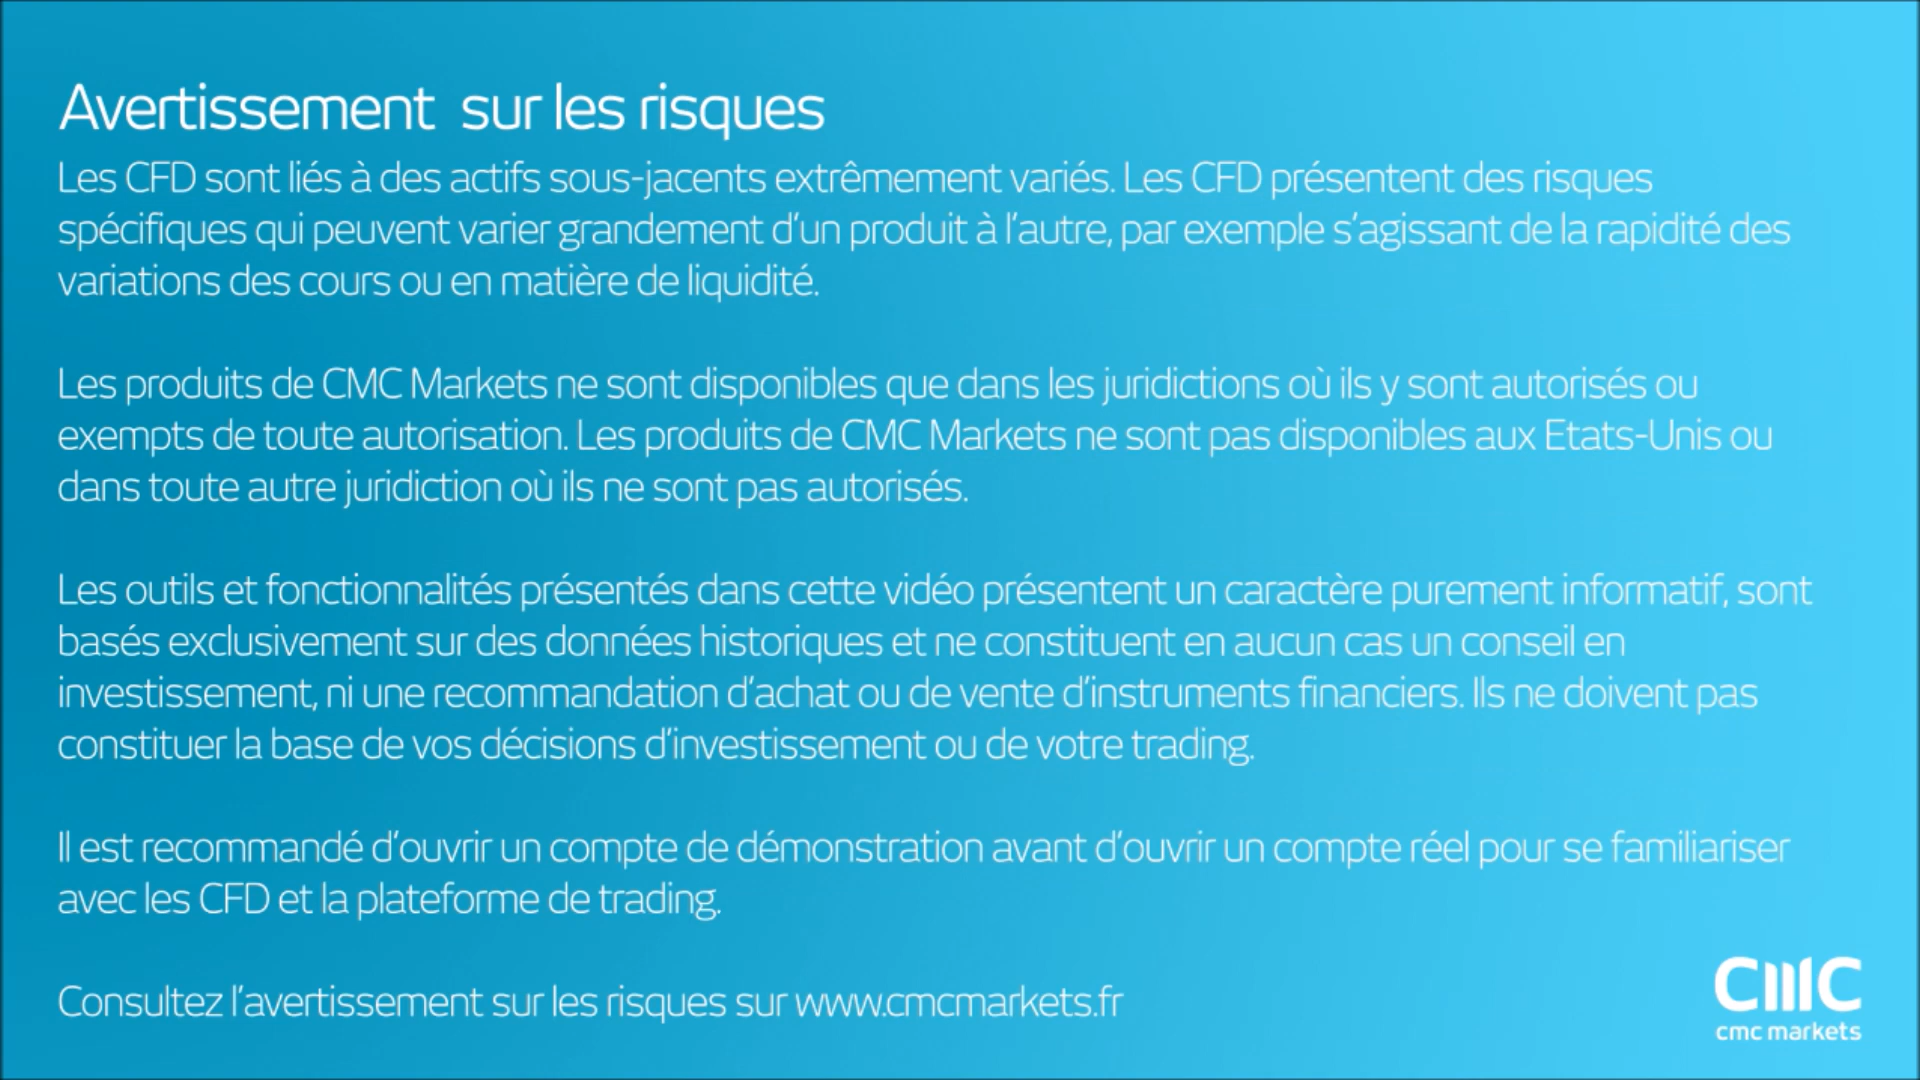 Avertissement sur les risques
Les CFD sont liés à des actifs sous-jacents extrêmement variés. Les CFD présentent des risques
spécifiques qui peuvent varier grandement d'un produit à l'autre, par exemple s'agissant de la rapidité des
variations des cours ou en matière de liquidité.
Les produits de CMC Markets ne sont disponibles que dans les juridictions où ils y sont autorisés ou
exempts de toute autorisation. Les produits de CMC Markets ne sont pas disponibles aux Etats-Unis ou
dans toute autre juridiction où ils ne sont pas autorisés.
Les outils et fonctionnalités présentés dans cette vidéo présentent un caractère purement informatif, sont
basés exclusivement sur des données historiques et ne constituent en aucun cas un conseil en
investissement, ni une recommandation d'achat ou de vente d'instruments financiers. Ils ne doivent pas
constituer la base de vos décisions d'investissement ou de votre trading.
Il est recommandé d'ouvrir un compte de démonstration avant d'ouvrir un compte réel pour se familiariser
avec les CFD et la plateforme de trading.
Consultez l'avertissement sur les risques sur www.cmcmarkets.fr
CMC
cmc markets